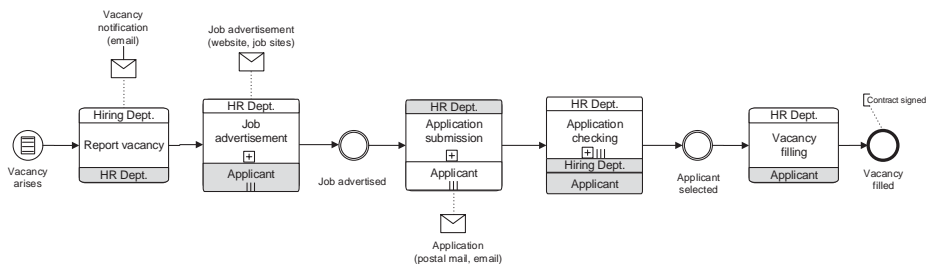 Vacancy
notification
(email)
Job advertisement
(website, job sites)
Hiring Dept.
Report vacancy
HR Dept.
HR Dept.
Job
advertisement
Applicant
HR Dept.
Application
submission
Applicant
HR Dept.
Application
checking
Hiring Dept.
Applicant
HR Dept.
Vacancy
filling
Applicant
Contract signed
Vacancy
arises
Job advertised
Applicant
selected
Vacancy
filled
Application
(postal mail, email)